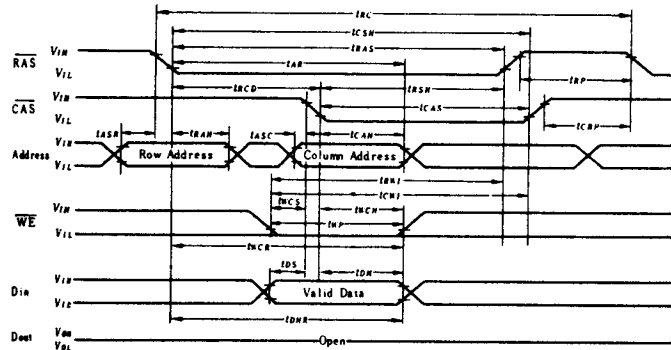 tRC
tCSH
tRAS
tAR
RAS VIH
VIL
tRCD tRSH tRP
CAS VIH
VIL
tCAS
tCRP
tASR tRAH tASC tCAH
Address VIH
VIL
Row Address Column Address
tRWI
tCWI
tWCS tWCH
WE VIH
VIL
tWP
tWCR
tDS tDH
Din VIH
VIL
Valid Data
tDHR
Dout VOH
VOL
Open